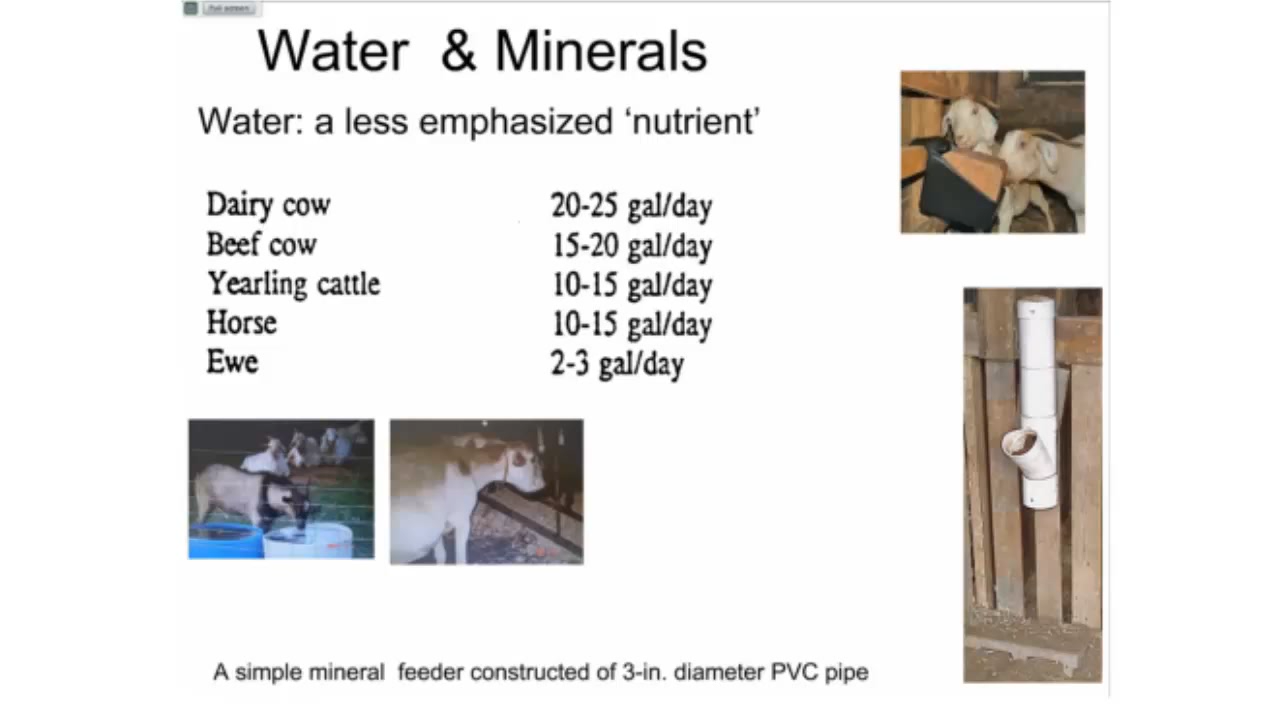 Full screen
Water & Minerals
Water: a less emphasized ‘nutrient’
Dairy cow 20-25 gal/day
Beef cow 15-20 gal/day
Yearling cattle 10-15 gal/day
Horse 10-15 gal/day
Ewe 2-3 gal/day
A simple mineral feeder constructed of 3-in. diameter PVC pipe